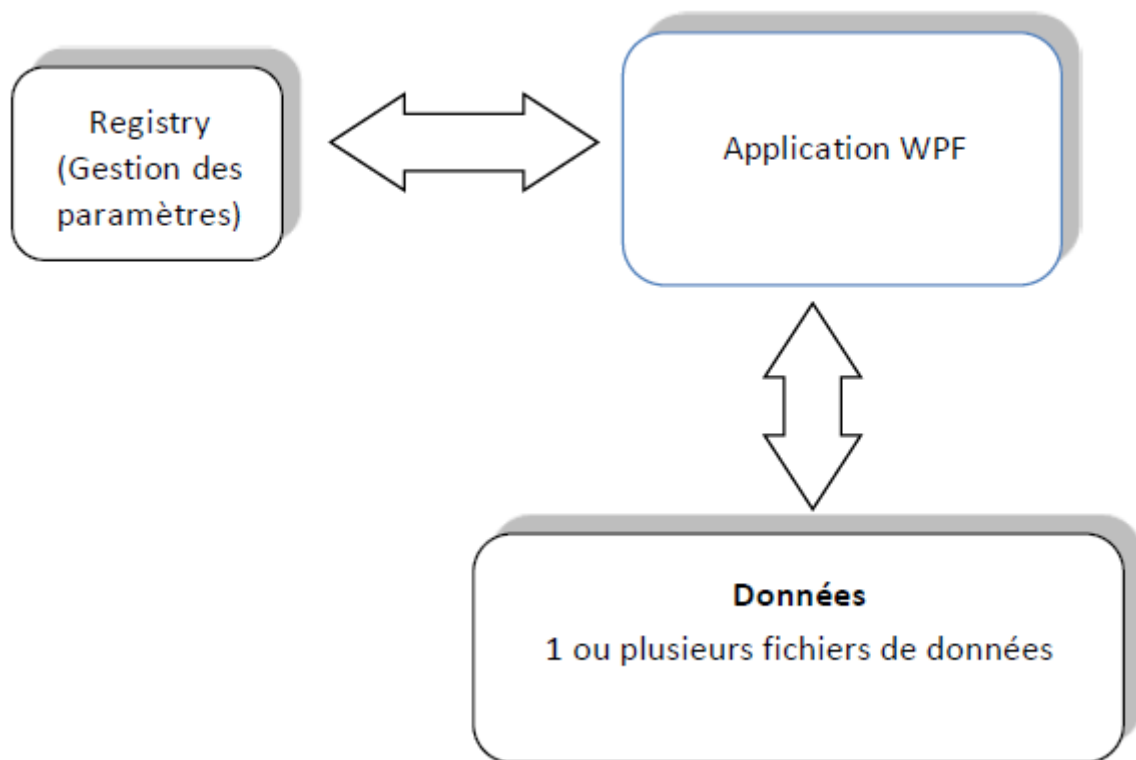 Registry
(Gestion des
paramètres)
Application WPF
Données
1 ou plusieurs fichiers de données